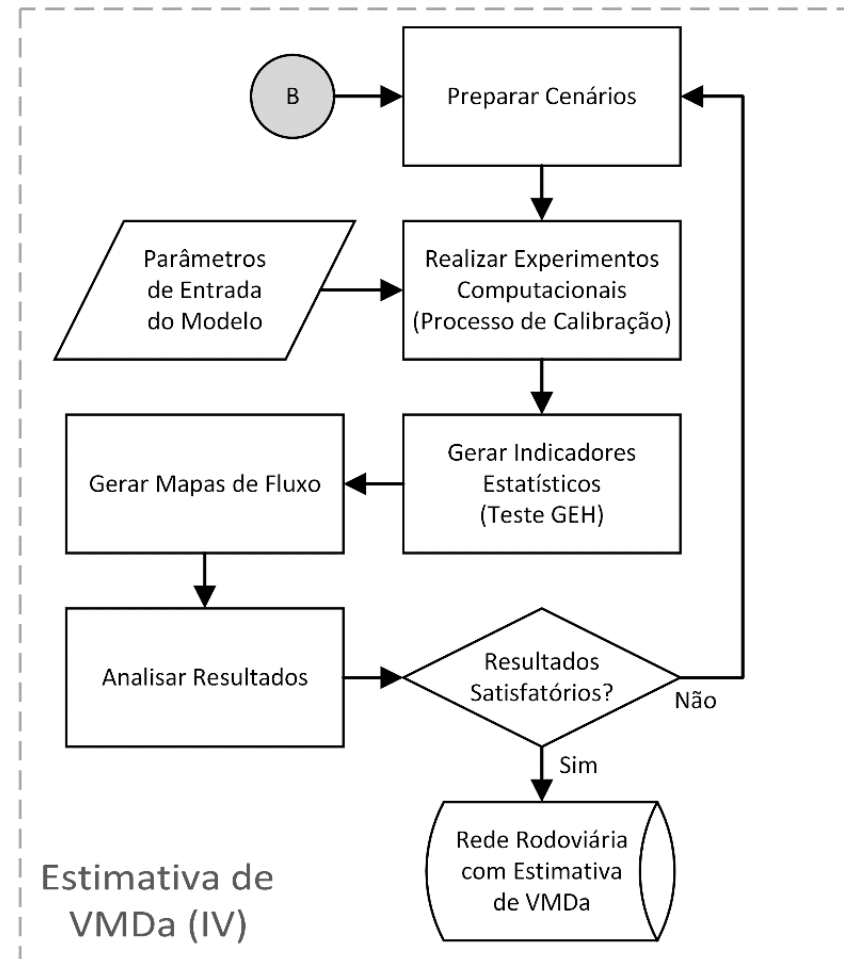 B
Preparar Cenários
Parâmetros
de Entrada
do Modelo
Realizar Experimentos
Computacionais
(Processo de Calibração)
Gerar Mapas de Fluxo
Gerar Indicadores
Estatísticos
(Teste GEH)
Analisar Resultados
Resultados
Satisfatórios?
Não
Sim
Rede Rodoviária
com Estimativa
de VMDa
Estimativa de
VMDa (IV)